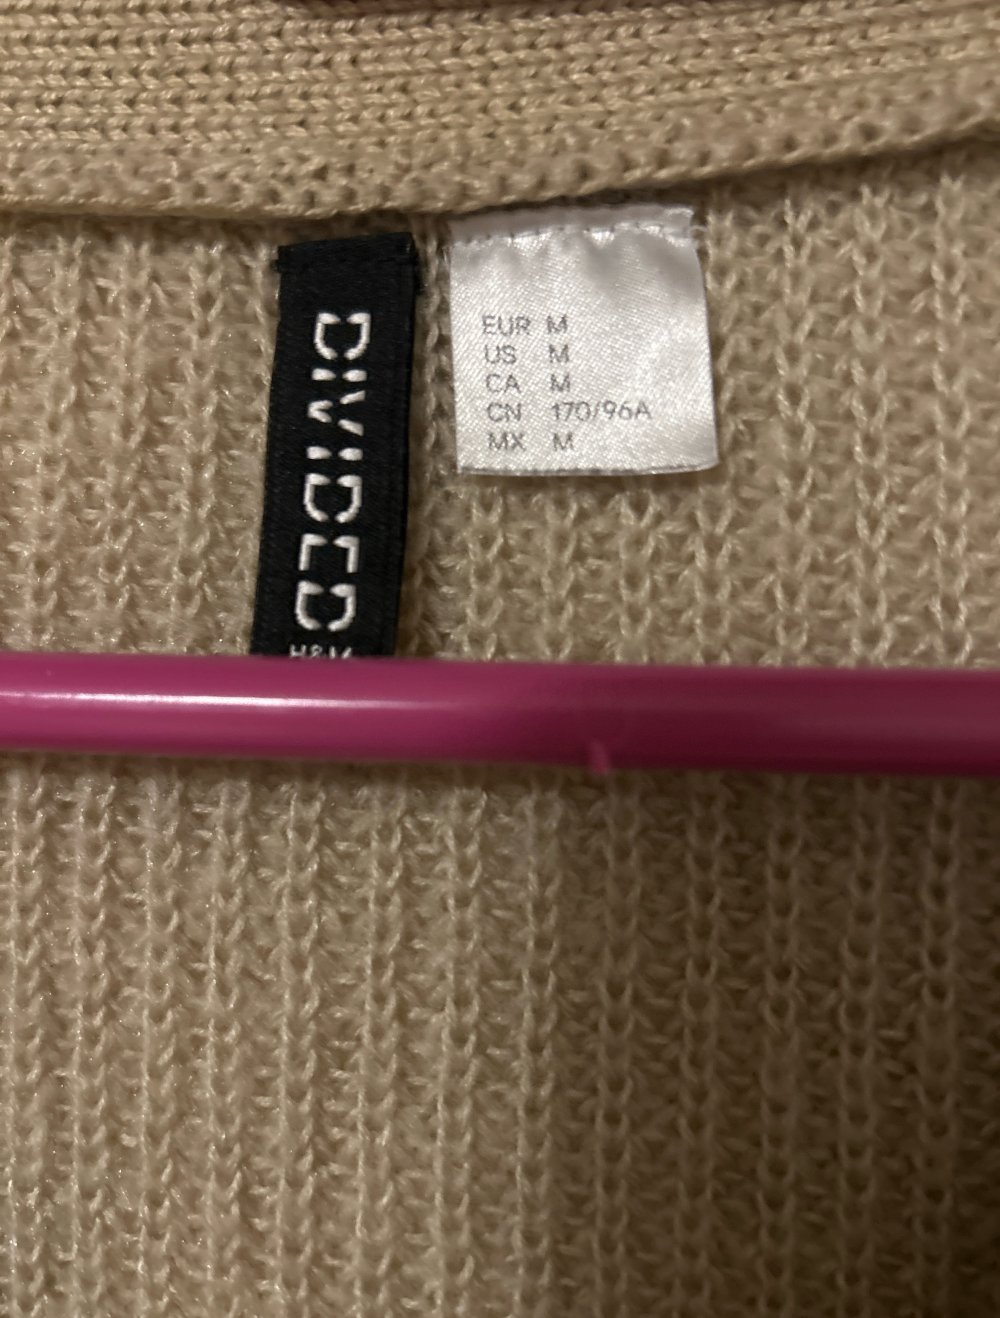 DIVIDED
H&M
EUR M
US M
CA M
CN 170/96A
MX M